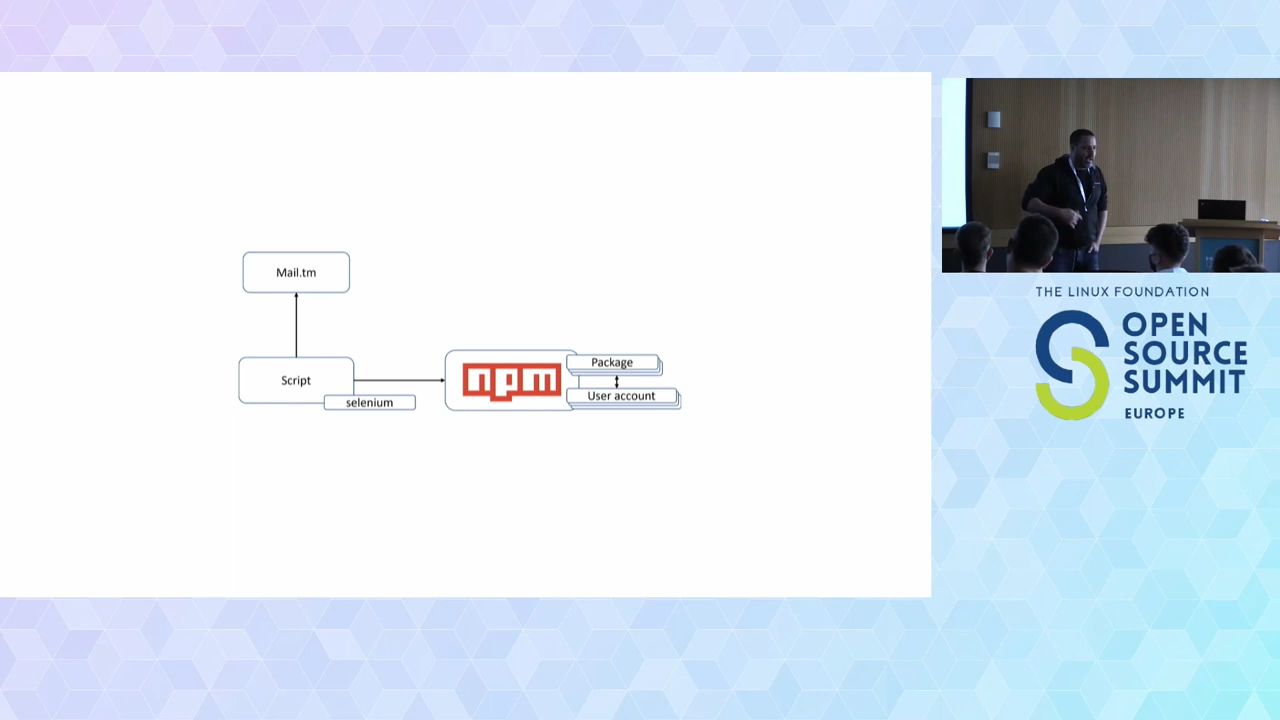 Mail.tm
Script
selenium
npm
Package
User account
THE LINUX FOUNDATION
OPEN
SOURCE
SUMMIT
EUROPE